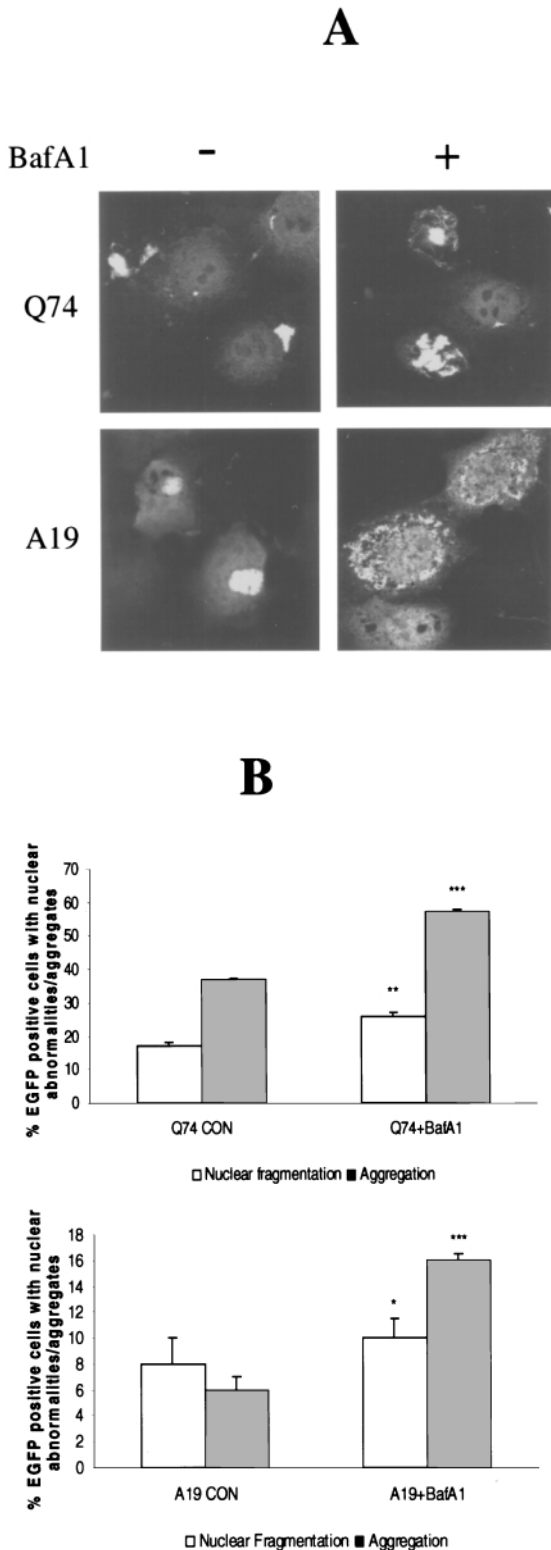 A
BafA1 - +
Q74
A19
B
% EGFP positive cells with nuclear
abnormalities/aggregates
70
60
50
40
30
20
10
0
**
***
Q74 CON Q74+BafA1
Nuclear fragmentation Aggregation
% EGFP positive cells with nuclear
abnormalities/aggregates
18
16
14
12
10
8
6
4
2
0
*
***
A19 CON A19+BafA1
Nuclear Fragmentation Aggregation